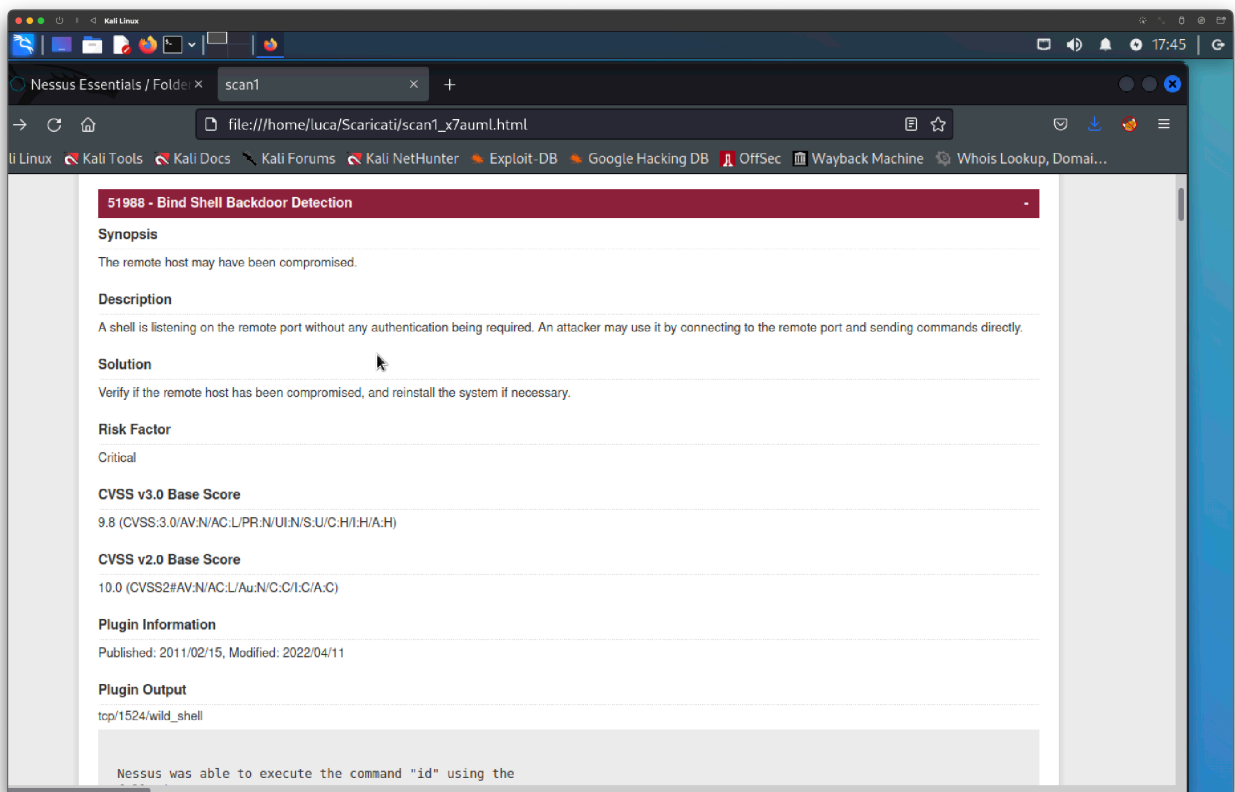 Kali Linux
17:45
Nessus Essentials / Folder
scan1
file:///home/luca/Scaricati/scan1_x7auml.html
li Linux Kali Tools Kali Docs Kali Forums Kali NetHunter Exploit-DB Google Hacking DB OffSec Wayback Machine Whois Lookup, Domai...
51988 - Bind Shell Backdoor Detection -
Synopsis
The remote host may have been compromised.
Description
A shell is listening on the remote port without any authentication being required. An attacker may use it by connecting to the remote port and sending commands directly.
Solution
Verify if the remote host has been compromised, and reinstall the system if necessary.
Risk Factor
Critical
CVSS v3.0 Base Score
9.8 (CVSS:3.0/AV:N/AC:L/PR:N/UI:N/S:U/C:H/I:H/A:H)
CVSS v2.0 Base Score
10.0 (CVSS2#AV:N/AC:L/Au:N/C:C/I:C/A:C)
Plugin Information
Published: 2011/02/15, Modified: 2022/04/11
Plugin Output
tcp/1524/wild_shell
Nessus was able to execute the command "id" using the